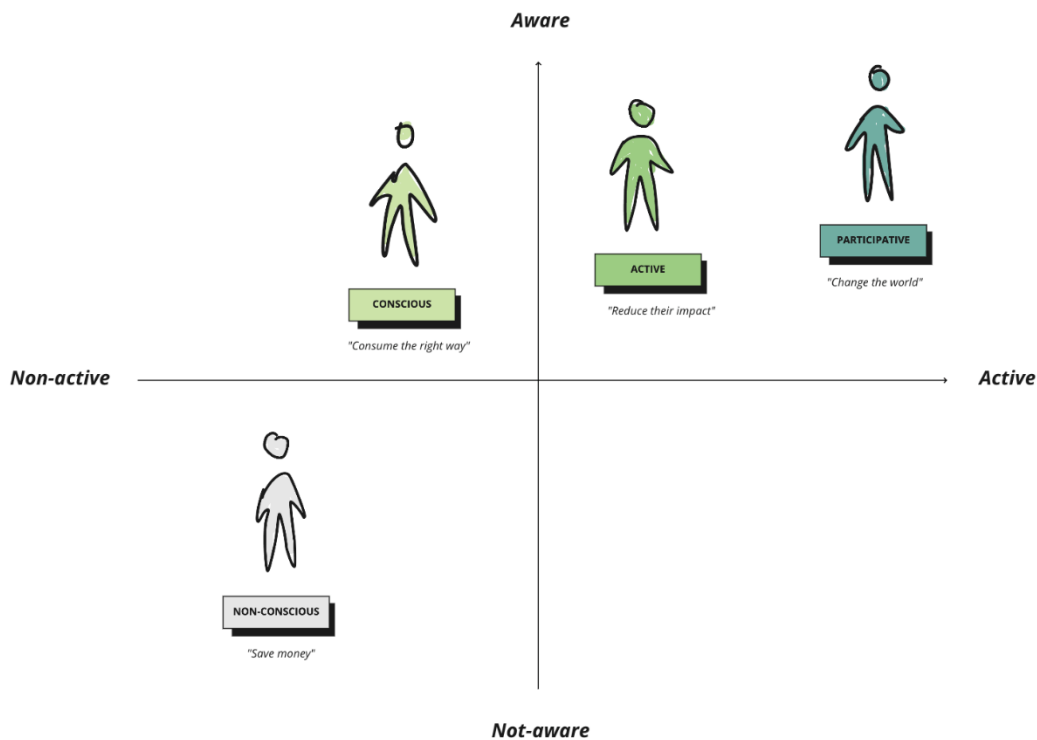 Aware
PARTICIPATIVE
"Change the world"
ACTIVE
"Reduce their impact"
CONSCIOUS
"Consume the right way"
Non-active
Active
NON-CONSCIOUS
"Save money"
Not-aware